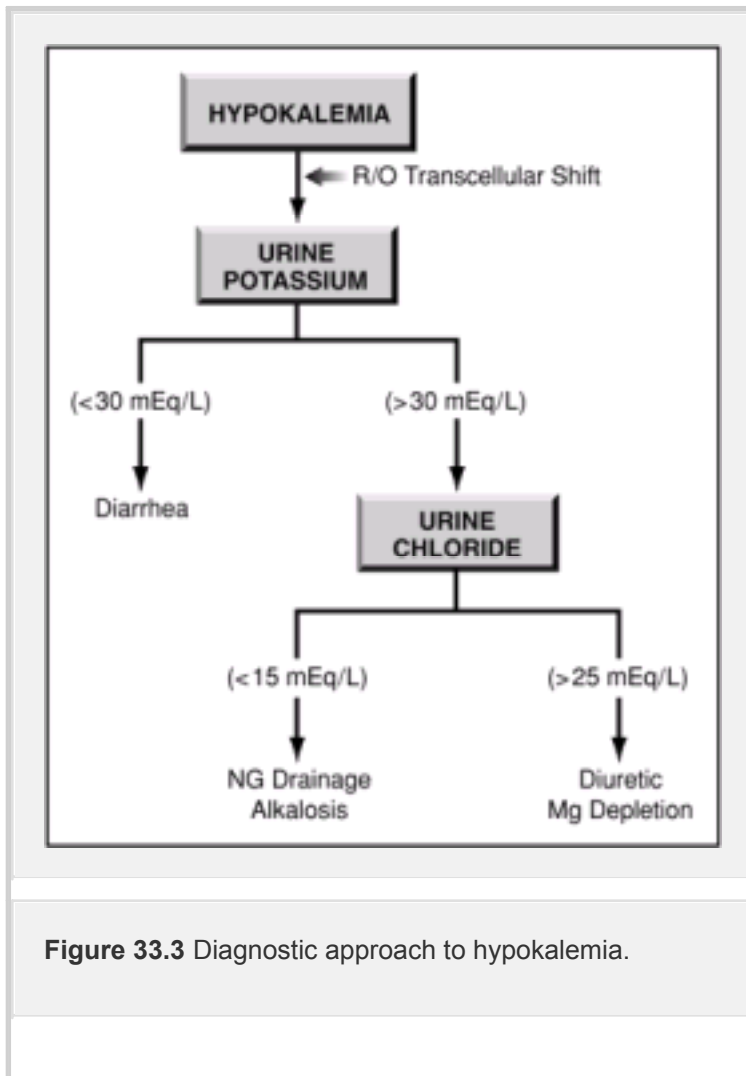 HYPOKALEMIA
R/O Transcellular Shift
URINE
POTASSIUM
(<30 mEq/L)
(>30 mEq/L)
Diarrhea
URINE
CHLORIDE
(<15 mEq/L)
(>25 mEq/L)
NG Drainage
Alkalosis
Diuretic
Mg Depletion
Figure 33.3 Diagnostic approach to hypokalemia.